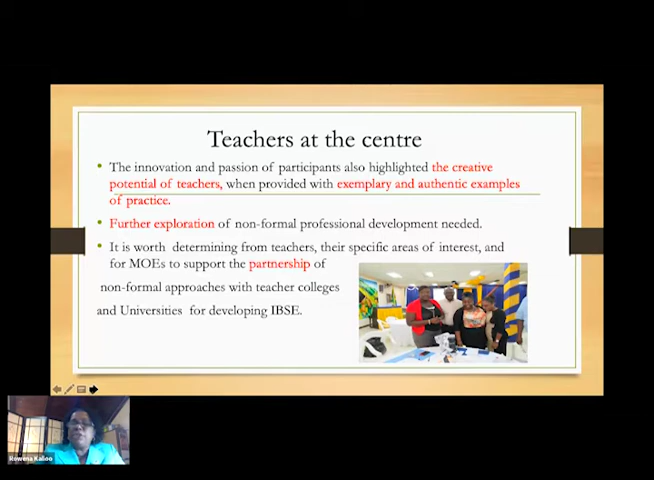 Teachers at the centre
• The innovation and passion of participants also highlighted the creative
potential of teachers, when provided with exemplary and authentic examples
of practice.
• Further exploration of non-formal professional development needed.
• It is worth determining from teachers, their specific areas of interest, and
for MOEs to support the partnership of
non-formal approaches with teacher colleges
and Universities for developing IBSE.
Rowena Kalloo